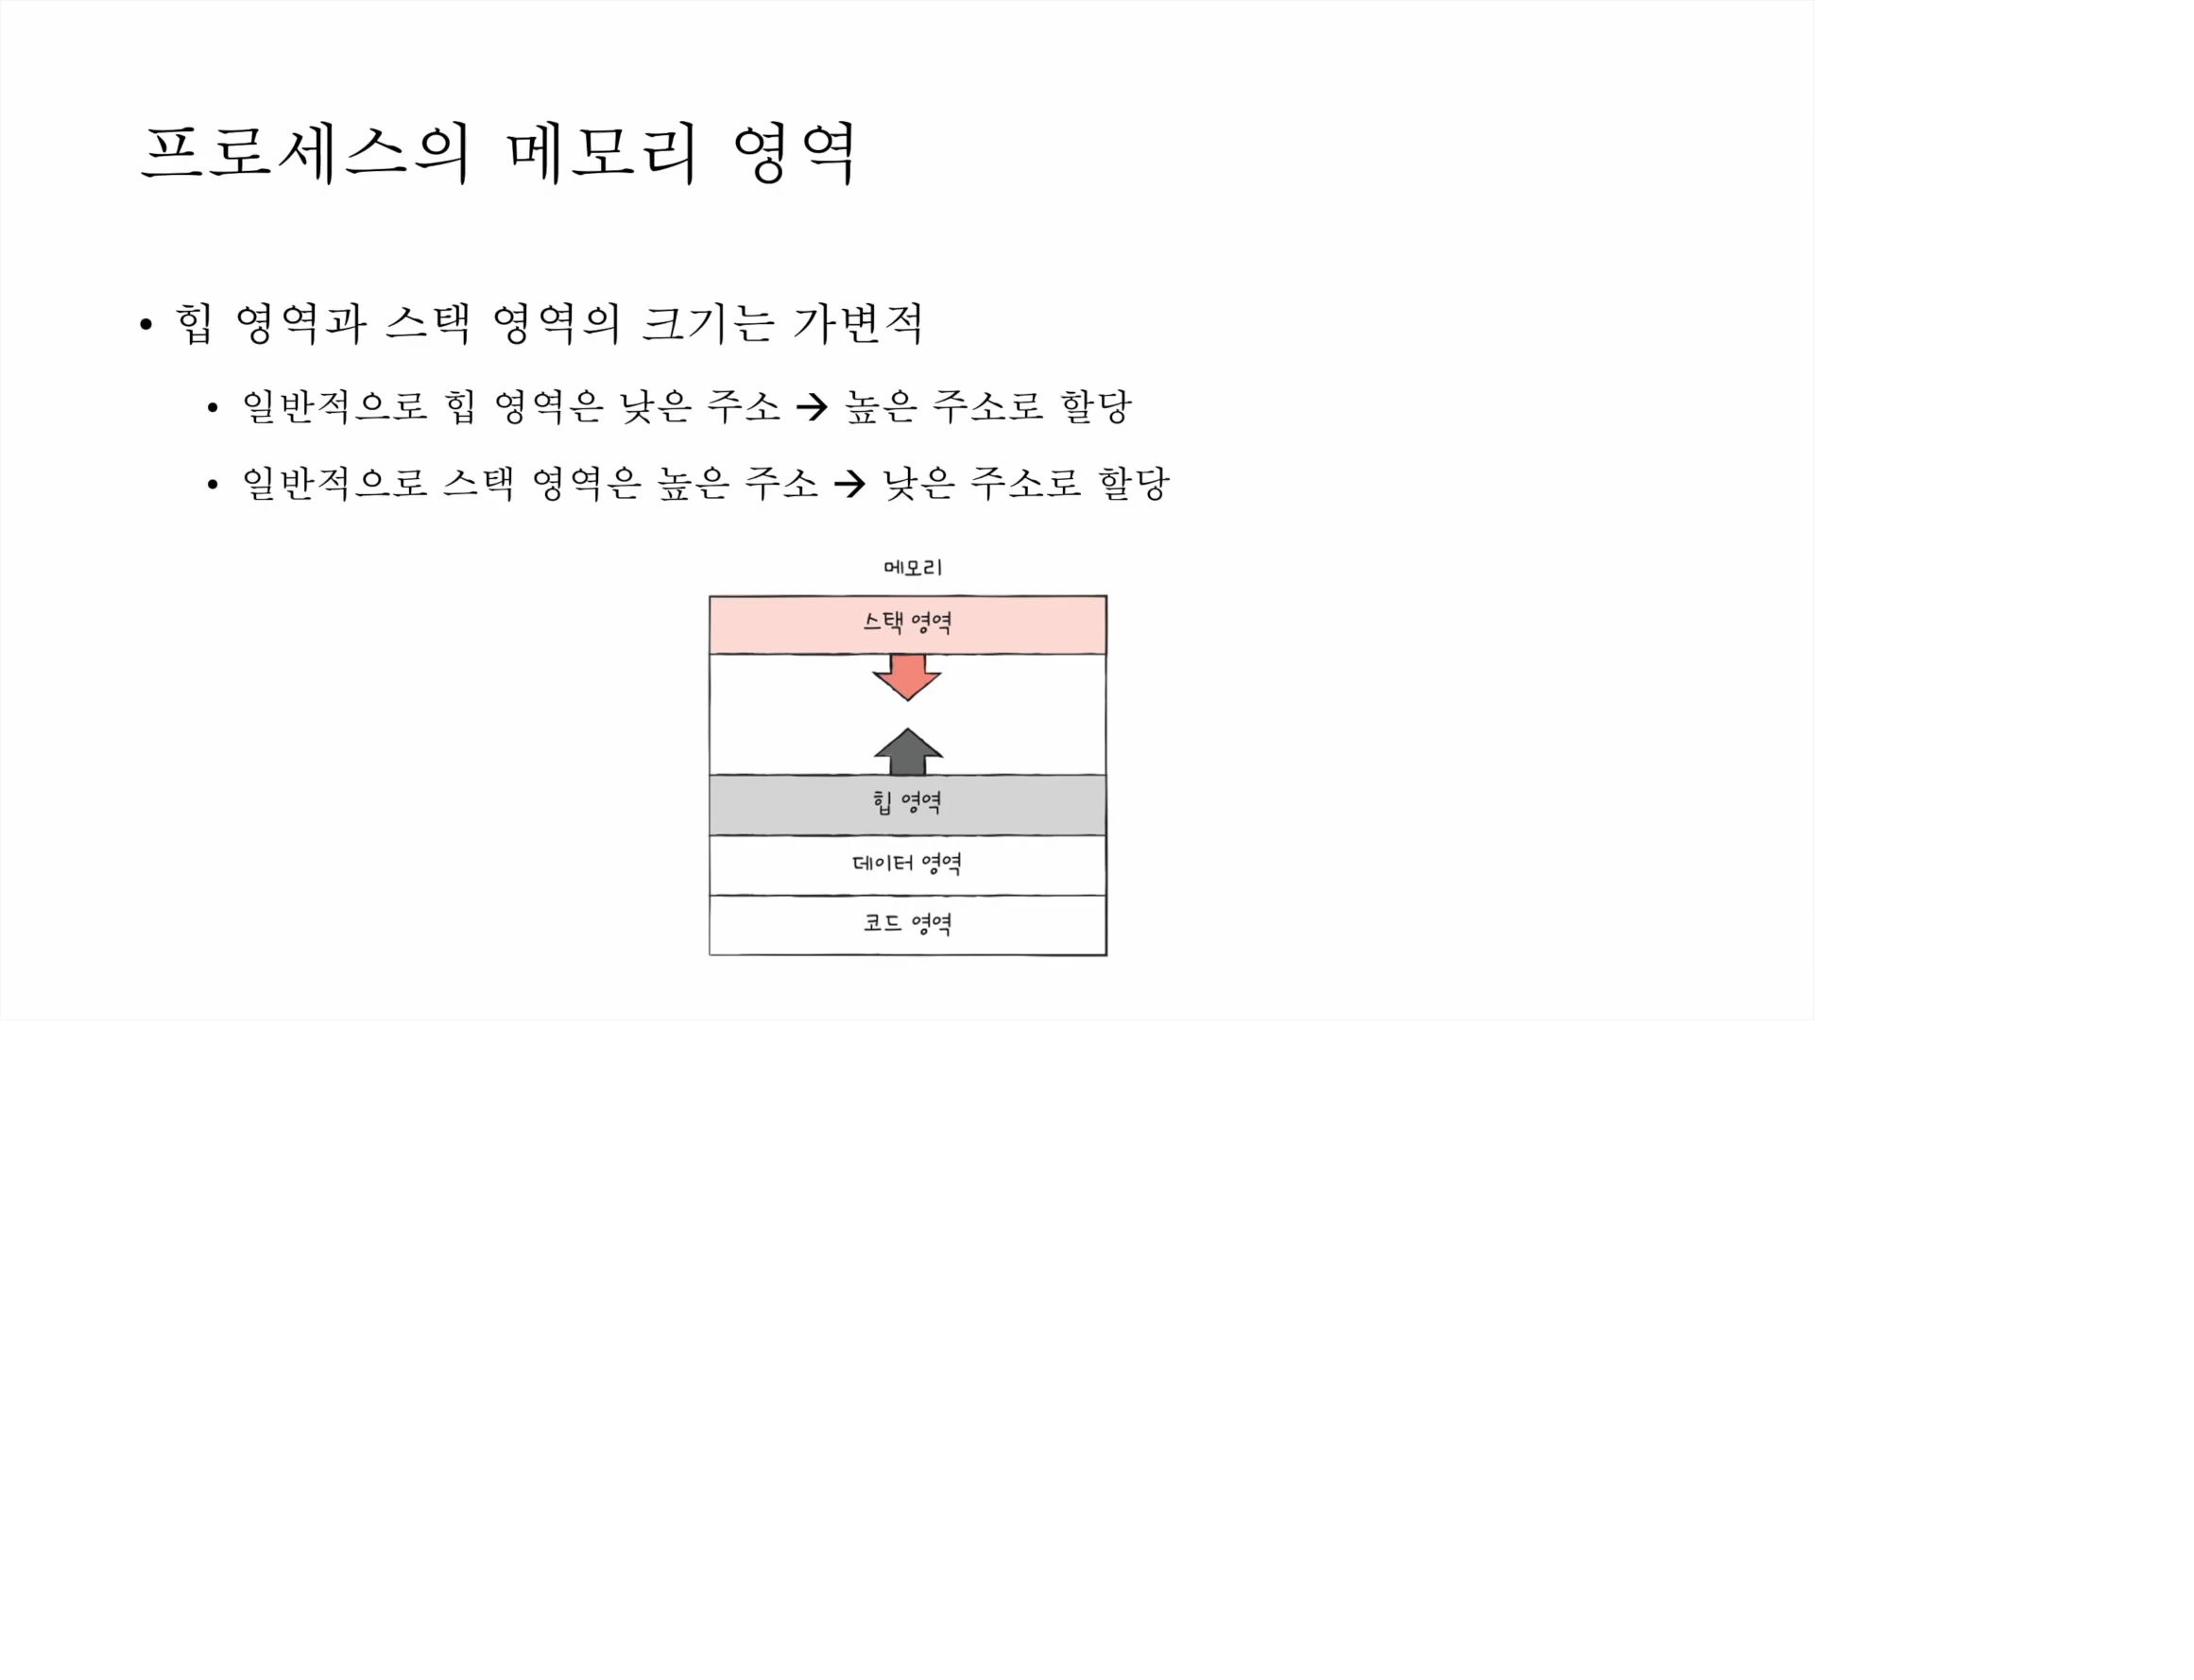 프로세스의 메모리 영역
• 힙 영역과 스택 영역의 크기는 가변적
• 일반적으로 힙 영역은 낮은 주소 → 높은 주소로 할당
• 일반적으로 스택 영역은 높은 주소 → 낮은 주소로 할당
메모리
스택 영역
힙 영역
데이터 영역
코드 영역